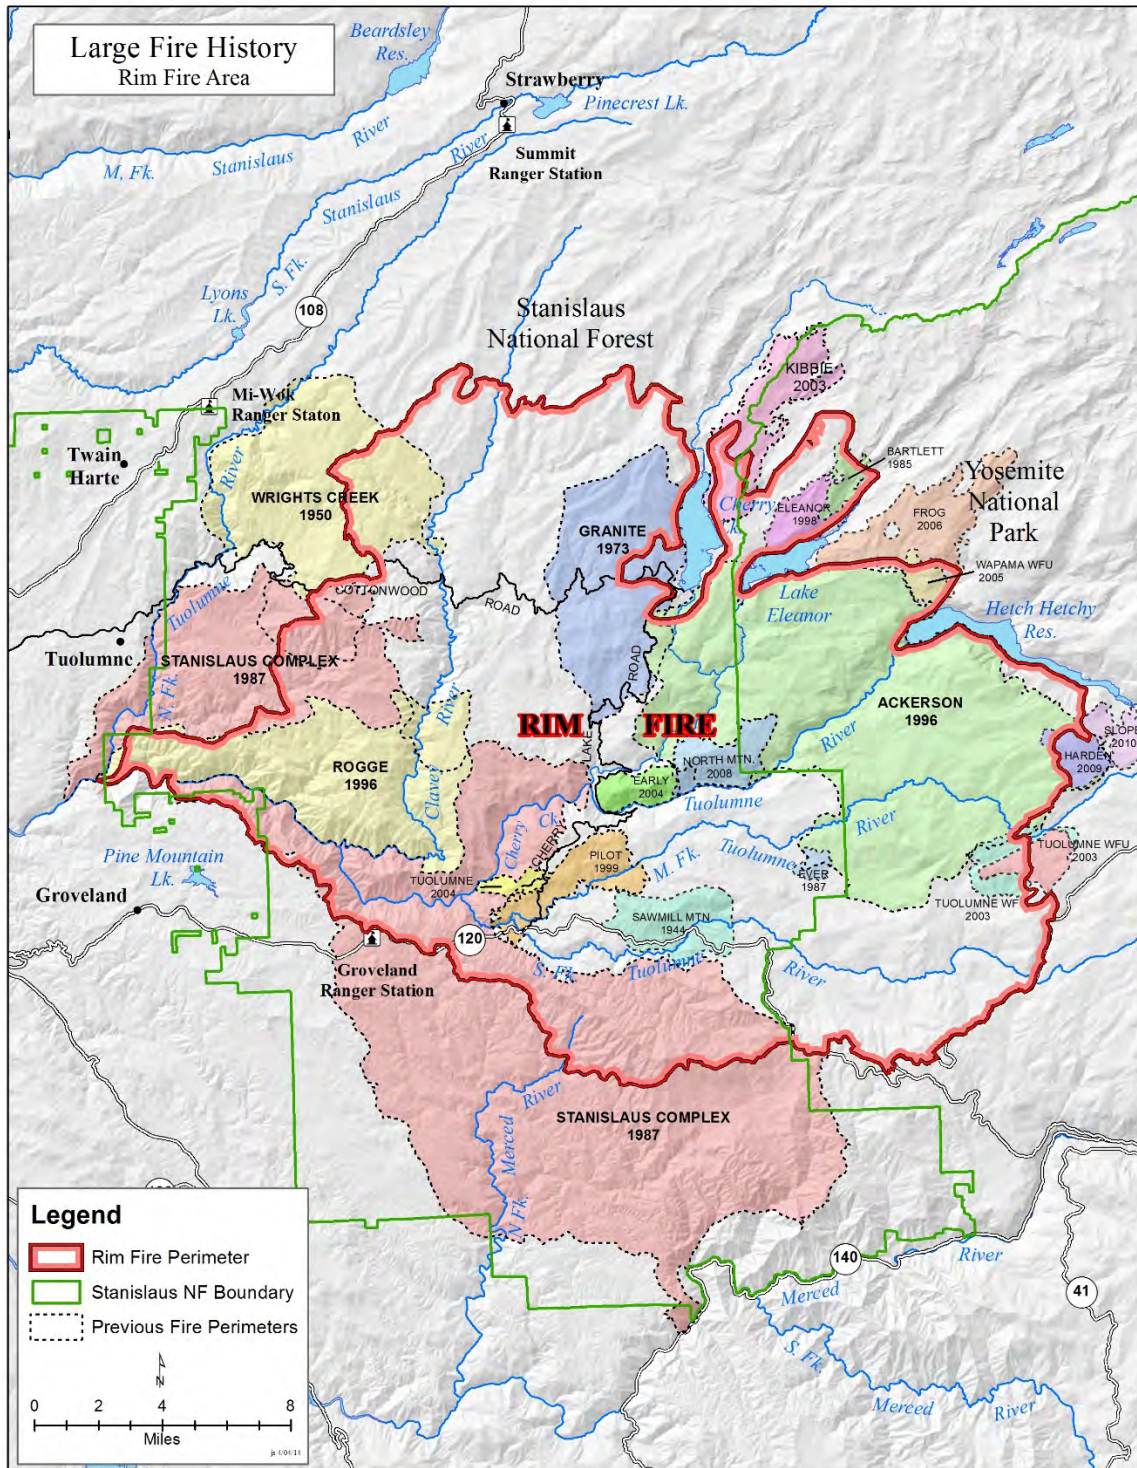 Large Fire History
Rim Fire Area
Beardsley
Res.
Strawberry
Pinecrest Lk.
M, Fk.
Stanislaus
River
Summit
Ranger Station
River
Stanislaus
S. Fk.
Lyons
Lk.
108
Stanislaus
National Forest
KIBBIE
2003
Mi-Wok
Ranger Staton
Twain
Harte
River
BARTLETT
1985
Yosemite
National
Park
WRIGHTS CREEK
1950
GRANITE
1973
Cherry
ELEANOR
1998
FROG
2006
WAPAMA WFU
2005
Tuolumne
COTTONWOOD
ROAD
Lake
Eleanor
Hetch Hetchy
Res.
Tuolumne
STANISLAUS COMPLEX
1987
N. Fk.
ROAD
ACKERSON
1996
River
RIM
FIRE
SLOPE
2010
LAKE
River
HARDEN
2009
ROGGE
1996
NORTH MTN.
2008
EARLY
2004
Clavey
Tuolumne
River
Cherry
Ck.
CHERRY
Pine Mountain
Lk.
TUOLUMNE
2004
PILOT
1999
M. Fk.
Tuolumne
EVER
1987
TUOLUMNE WFU
2003
TUOLUMNE WF
2003
Groveland
SAWMILL MTN.
1944
120
Groveland
Ranger Station
S. Fk.
Tuolumne
River
River
Merced
N Fk.
STANISLAUS COMPLEX
1987
Legend
Rim Fire Perimeter
Stanislaus NF Boundary
Previous Fire Perimeters
N
0 2 4 8
Miles
js 4/04/14
140
River
Merced
41
S. Fk.
Merced
River